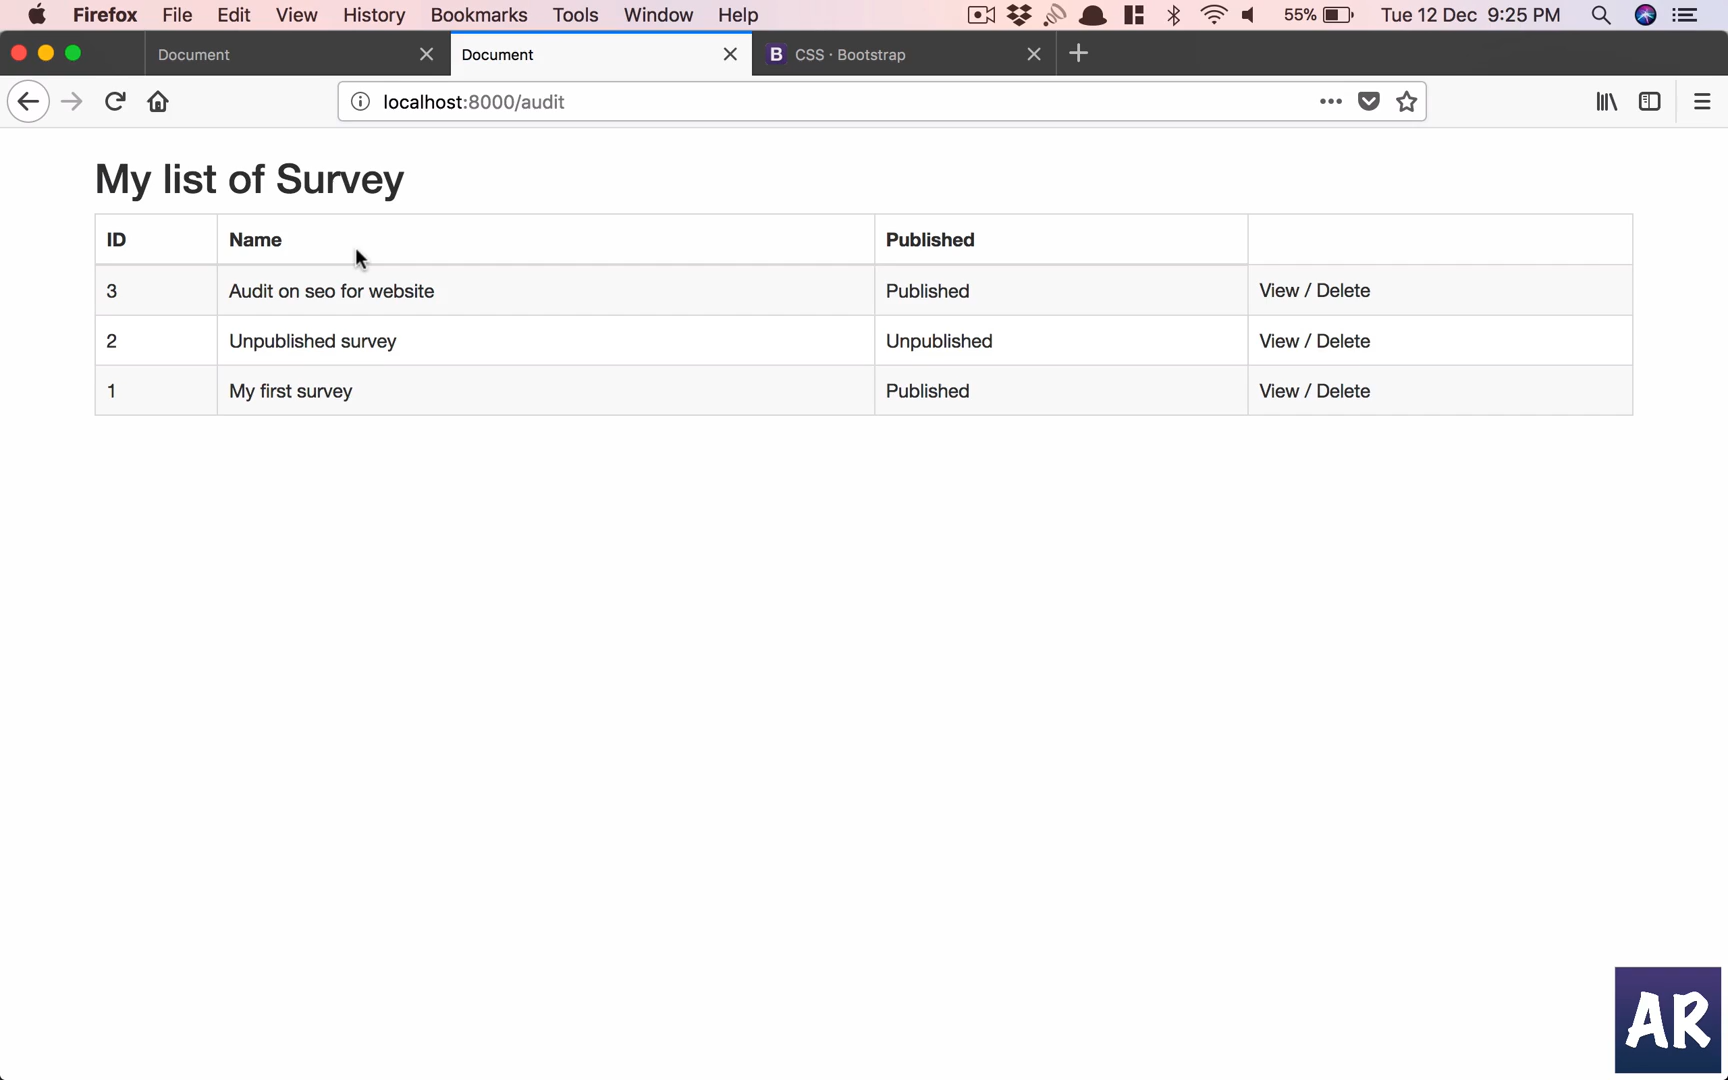 Firefox File Edit View History Bookmarks Tools Window Help 55% Tue 12 Dec 9:25 PM
Document Document B CSS · Bootstrap
localhost:8000/audit
My list of Survey
ID Name Published
3 Audit on seo for website Published View / Delete
2 Unpublished survey Unpublished View / Delete
1 My first survey Published View / Delete
AR